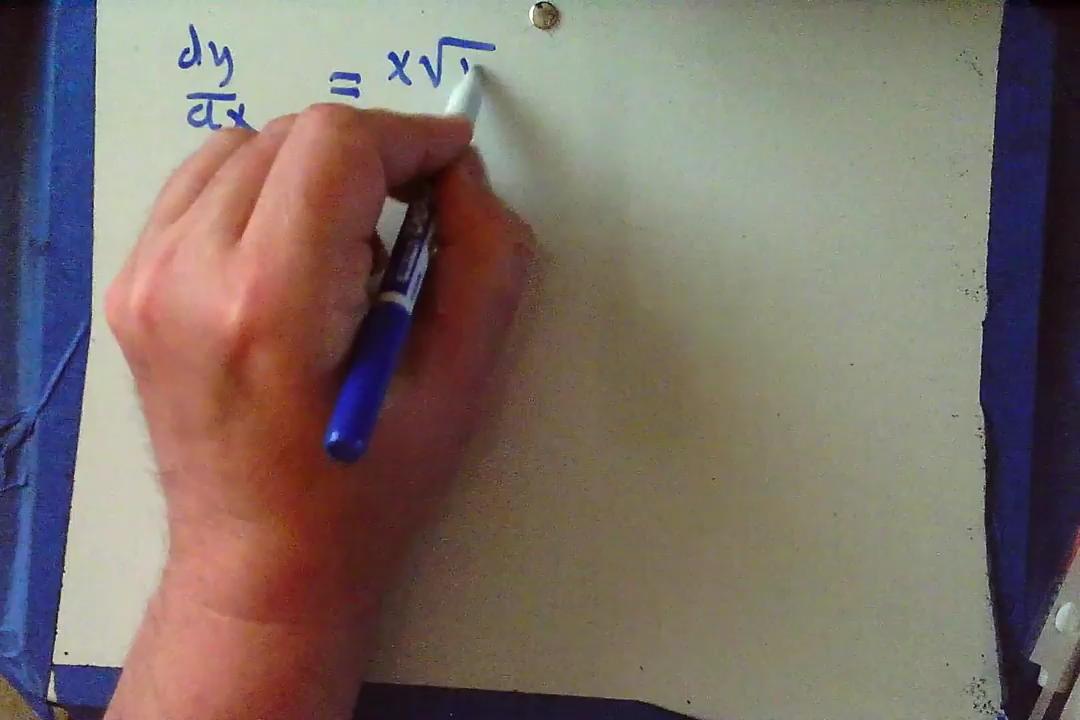 dy/dx = x√